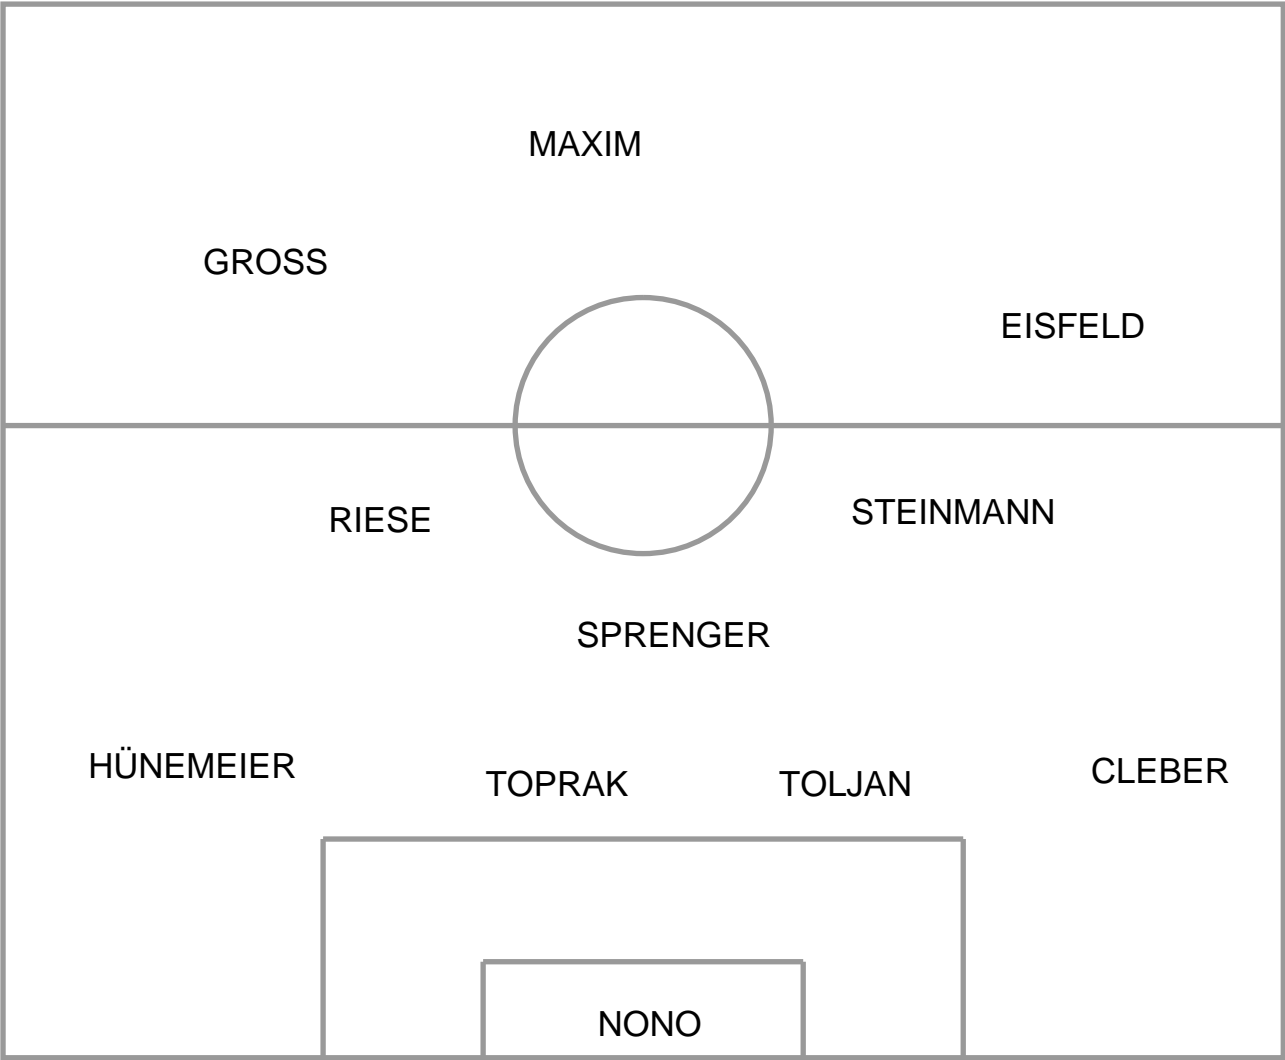 MAXIM
GROSS
EISFELD
RIESE
STEINMANN
SPRENGER
HÜNEMEIER
TOPRAK
TOLJAN
CLEBER
NONO